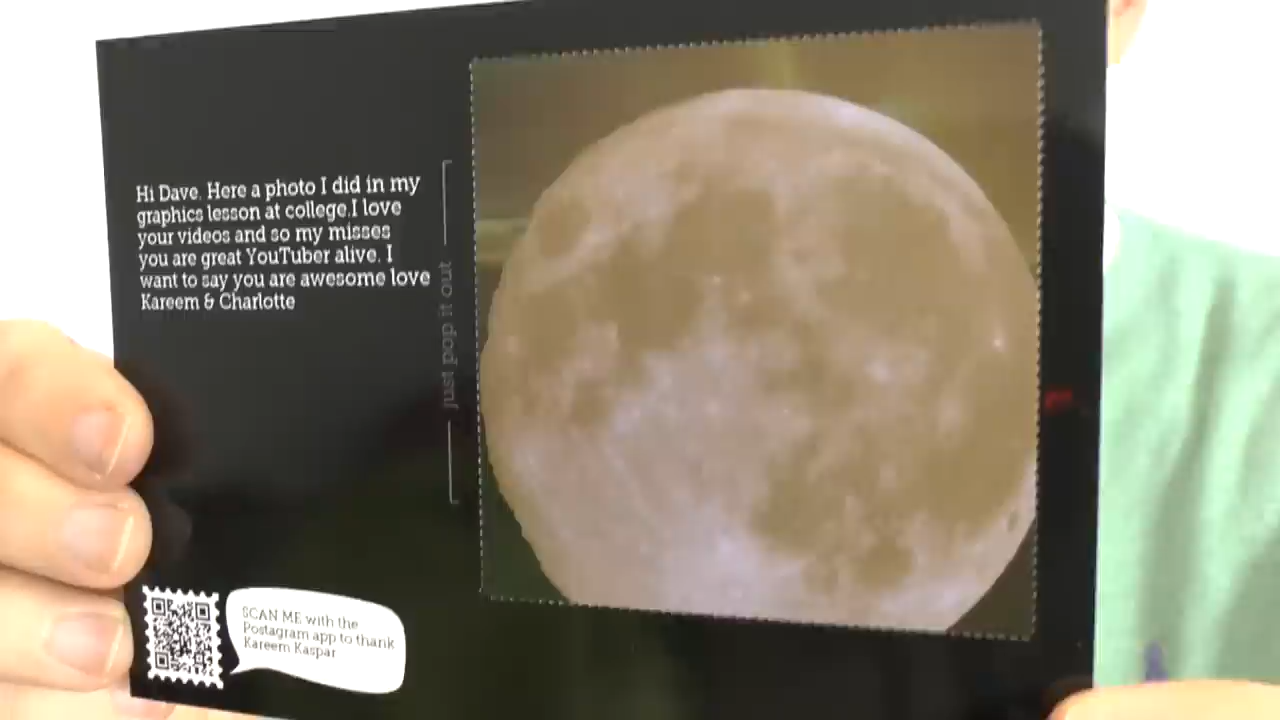 Hi Dave. Here a photo I did in my
graphics lesson at college.I love
your videos and so my misses
you are great YouTuber alive. I
want to say you are awesome love
Kareem & Charlotte
just pop it out
SCAN ME with the
Postagram app to thank
Kareem Kaspar